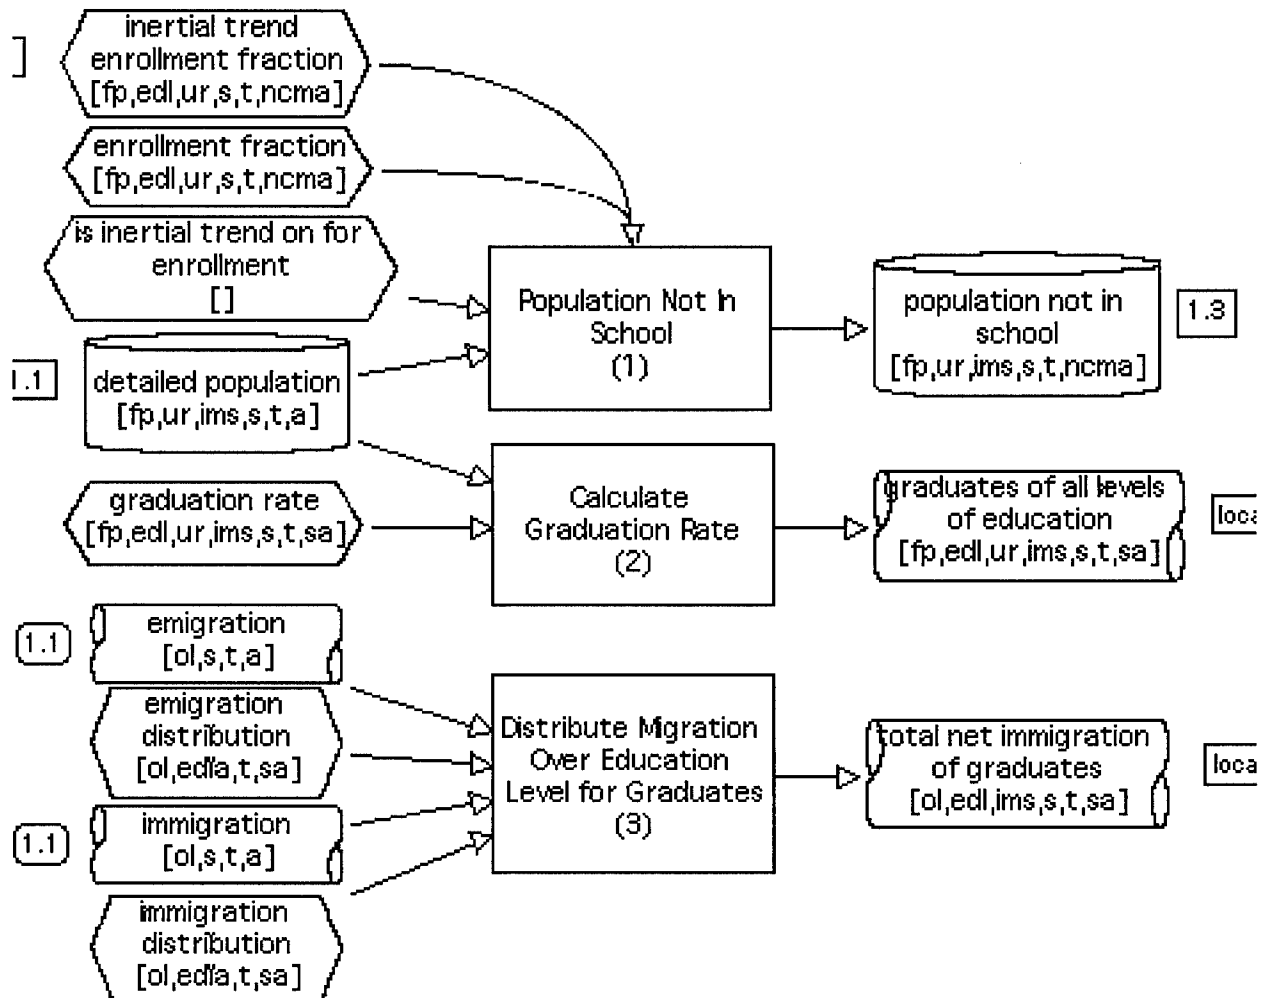 ]
inertial trend
enrollment fraction
[fp,edl,ur,s,t,ncma]
enrollment fraction
[fp,edl,ur,s,t,ncma]
is inertial trend on for
enrollment
[]
1.1
detailed population
[fp,ur,ims,s,t,a]
graduation rate
[fp,edl,ur,ims,s,t,sa]
1.1
emigration
[ol,s,t,a]
emigration
distribution
[ol,edla,t,sa]
1.1
immigration
[ol,s,t,a]
immigration
distribution
[ol,edla,t,sa]
Population Not In
School
(1)
Calculate
Graduation Rate
(2)
Distribute Migration
Over Education
Level for Graduates
(3)
population not in
school
[fp,ur,ims,s,t,ncma]
1.3
graduates of all levels
of education
[fp,edl,ur,ims,s,t,sa]
loca
total net immigration
of graduates
[ol,edl,ims,s,t,sa]
loca